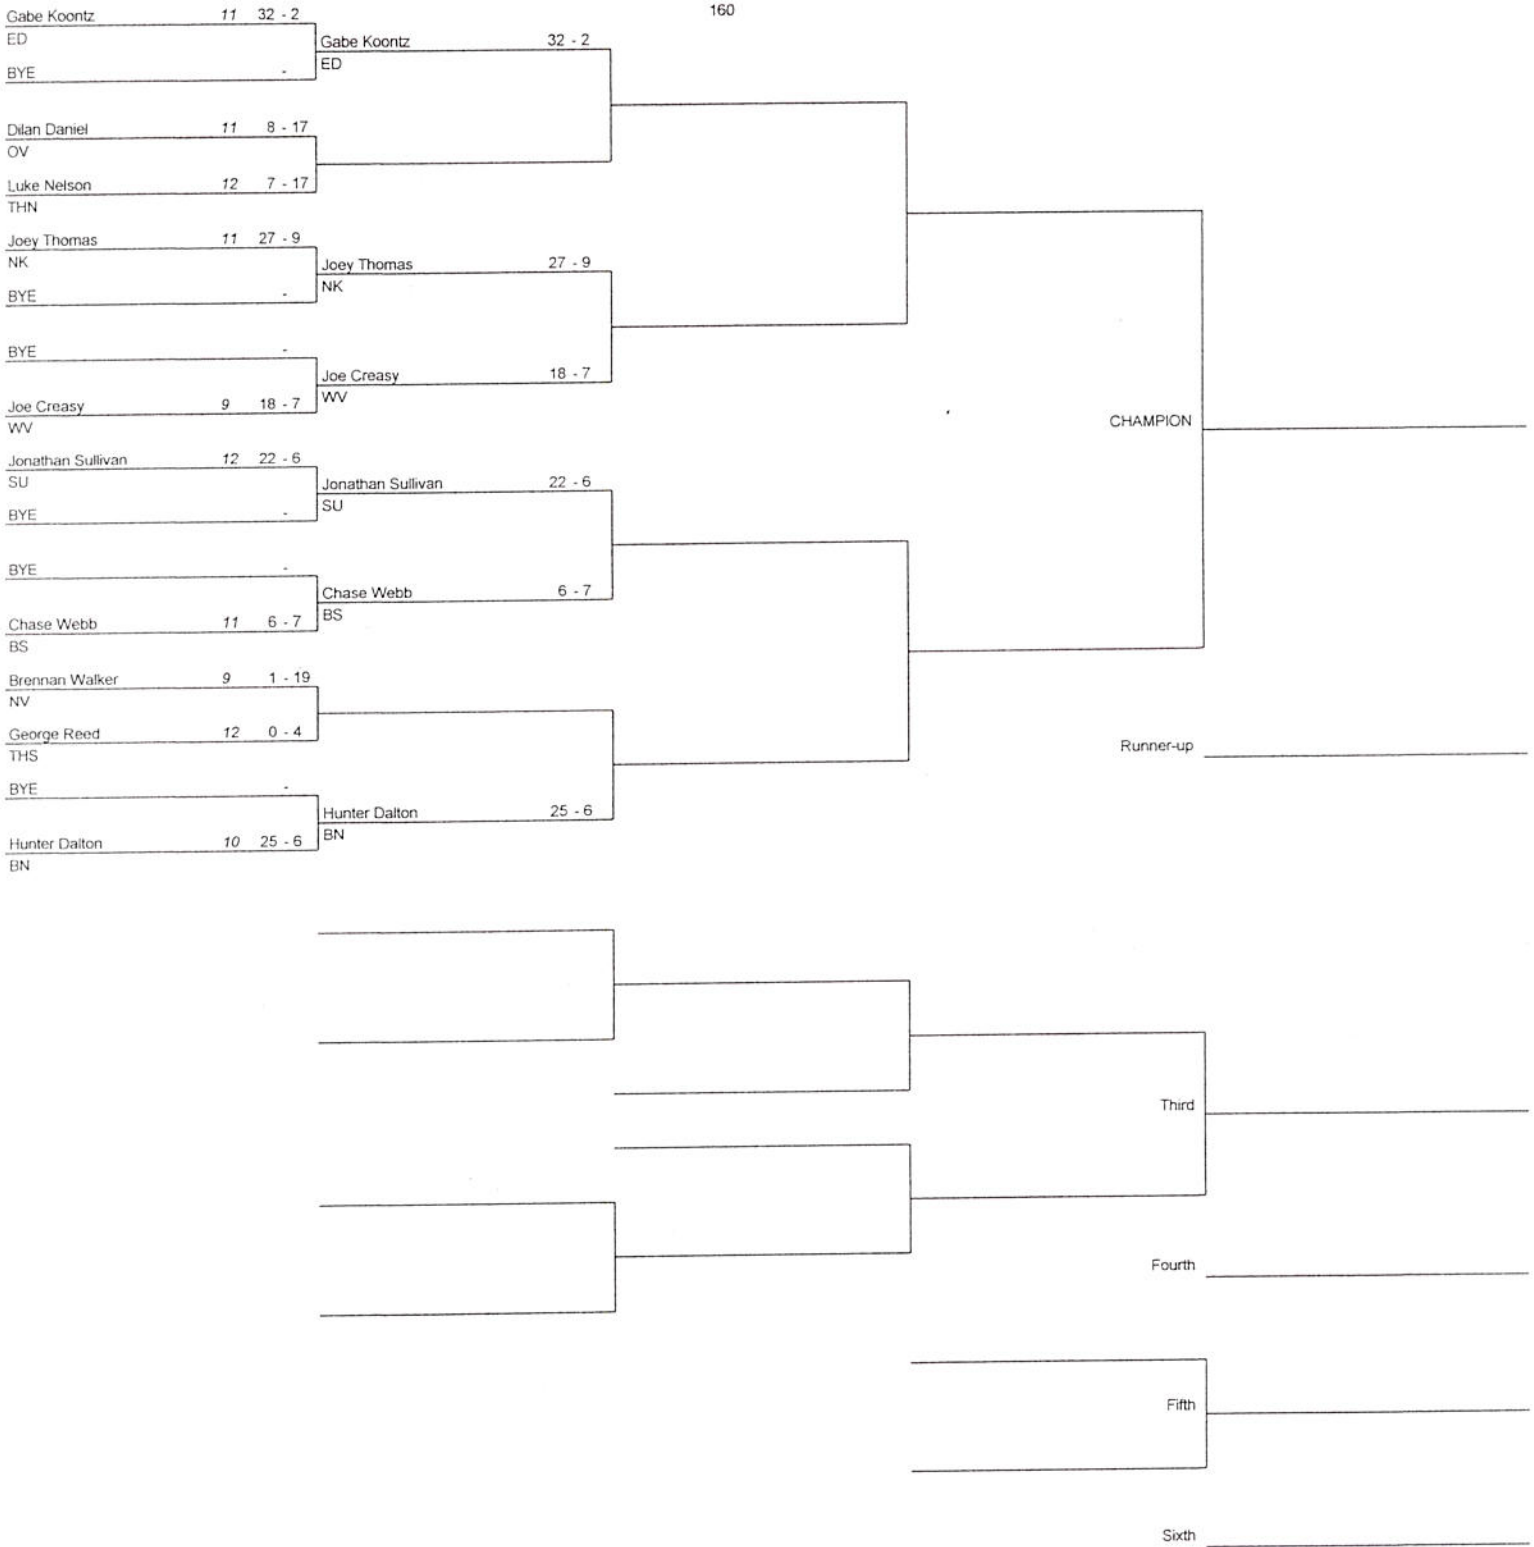 160
Gabe Koontz 11 32 - 2
ED
BYE -
Gabe Koontz 32 - 2
ED
Dilan Daniel 11 8 - 17
OV
Luke Nelson 12 7 - 17
THN
Joey Thomas 11 27 - 9
NK
BYE -
Joey Thomas 27 - 9
NK
BYE -
Joe Creasy 9 18 - 7
WV
Joe Creasy 18 - 7
WV
Jonathan Sullivan 12 22 - 6
SU
BYE -
Jonathan Sullivan 22 - 6
SU
BYE -
Chase Webb 11 6 - 7
BS
Chase Webb 6 - 7
BS
Brennan Walker 9 1 - 19
NV
George Reed 12 0 - 4
THS
BYE -
Hunter Dalton 10 25 - 6
BN
Hunter Dalton 25 - 6
BN
CHAMPION
Runner-up
Third
Fourth
Fifth
Sixth